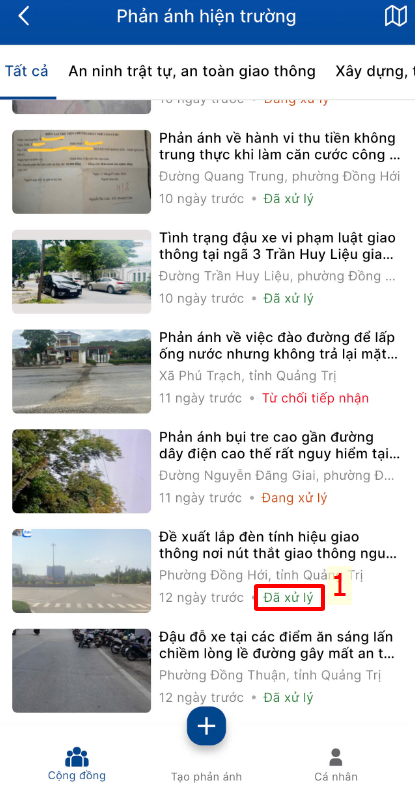 Phản ánh hiện trường
Tất cả An ninh trật tự, an toàn giao thông Xây dựng,
10 ngày trước • Đang xử lý
Phản ánh về hành vi thu tiền không
trung thực khi làm căn cước công ...
Đường Quang Trung, phường Đồng Hới
10 ngày trước • Đã xử lý
Tình trạng đậu xe vi phạm luật giao
thông tại ngã 3 Trần Huy Liệu gia...
Đường Trần Huy Liệu, phường Đồng ...
10 ngày trước • Đã xử lý
Phản ánh về việc đào đường để lấp
ống nước nhưng không trả lại mặt...
Xã Phú Trạch, tỉnh Quảng Trị
11 ngày trước • Từ chối tiếp nhận
Phản ánh bụi tre cao gần đường
dây điện cao thế rất nguy hiểm tại...
Đường Nguyễn Đăng Giai, phường Đ...
11 ngày trước • Đang xử lý
Đề xuất lắp đèn tính hiệu giao
thông nơi nút thắt giao thông ngu...
Phường Đồng Hới, tỉnh Quảng Trị
12 ngày trước • Đã xử lý
1
Đậu đỗ xe tại các điểm ăn sáng lấn
chiềm lòng lề đường gây mất an t...
Phường Đồng Thuận, tỉnh Quảng Trị
12 ngày trước • Đã xử lý
Cộng đồng Tạo phản ánh Cá nhân